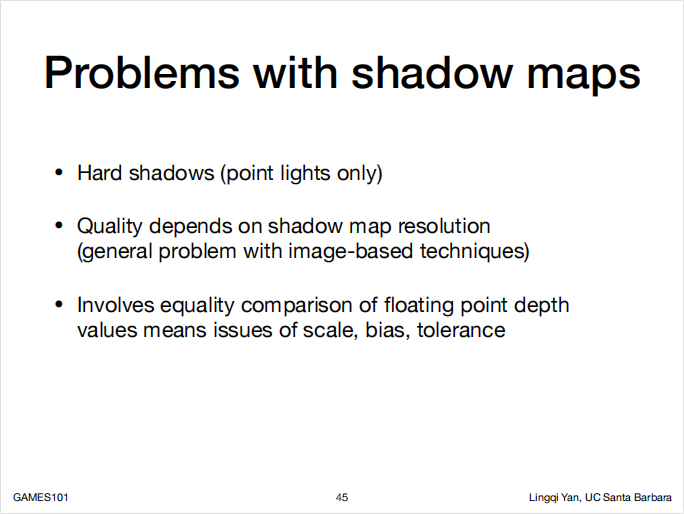 Problems with shadow maps
• Hard shadows (point lights only)
• Quality depends on shadow map resolution
(general problem with image-based techniques)
• Involves equality comparison of floating point depth
values means issues of scale, bias, tolerance
GAMES101
45
Lingqi Yan, UC Santa Barbara